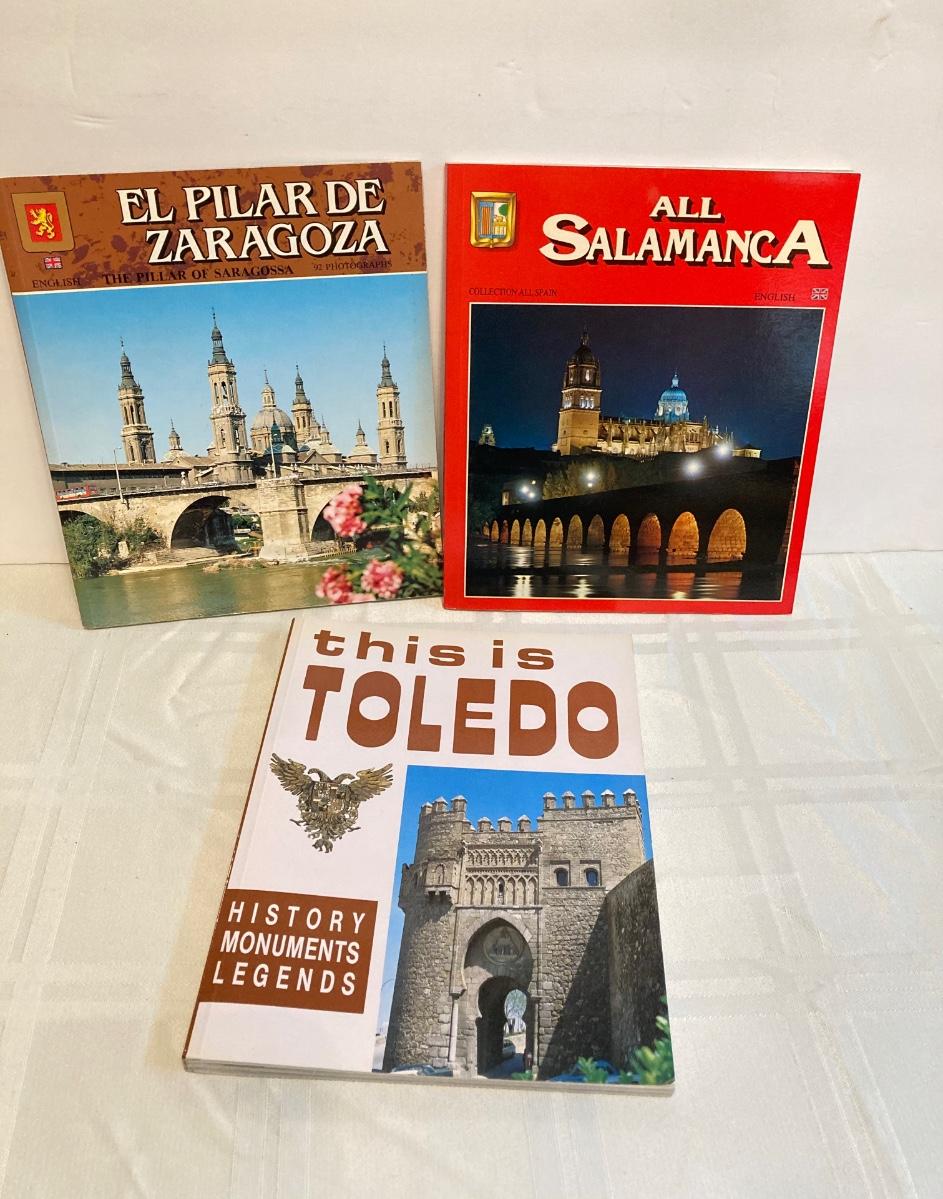 EL PILAR DE
ZARAGOZA
ENGLISH THE PILLAR OF SARAGOSSA 92 PHOTOGRAPHS
ALL
SALAMANCA
COLLECTION ALL SPAIN ENGLISH
this is
TOLEDO
HISTORY
MONUMENTS
LEGENDS